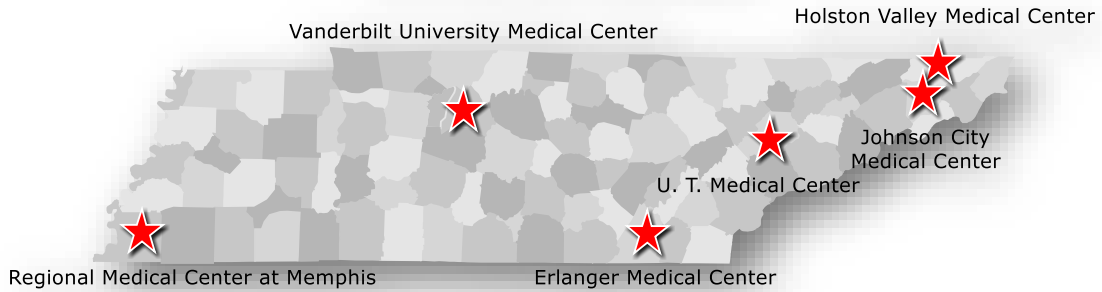 Holston Valley Medical Center
Vanderbilt University Medical Center
Johnson City
Medical Center
U. T. Medical Center
Regional Medical Center at Memphis
Erlanger Medical Center